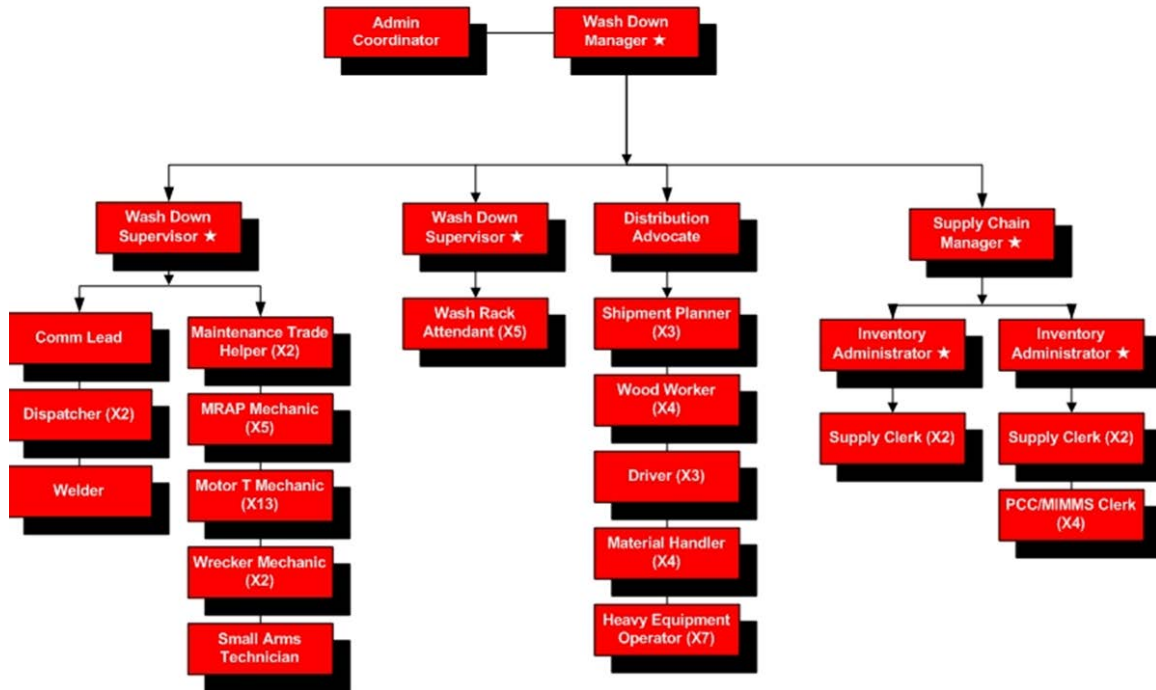 Admin
Coordinator
Wash Down
Manager ★
Wash Down
Supervisor ★
Wash Down
Supervisor ★
Distribution
Advocate
Supply Chain
Manager ★
Comm Lead
Dispatcher (X2)
Welder
Maintenance Trade
Helper (X2)
MRAP Mechanic
(X5)
Motor T Mechanic
(X13)
Wrecker Mechanic
(X2)
Small Arms
Technician
Wash Rack
Attendant (X5)
Shipment Planner
(X3)
Wood Worker
(X4)
Driver (X3)
Material Handler
(X4)
Heavy Equipment
Operator (X7)
Inventory
Administrator ★
Supply Clerk (X2)
Inventory
Administrator ★
Supply Clerk (X2)
PCC/MIMMS Clerk
(X4)